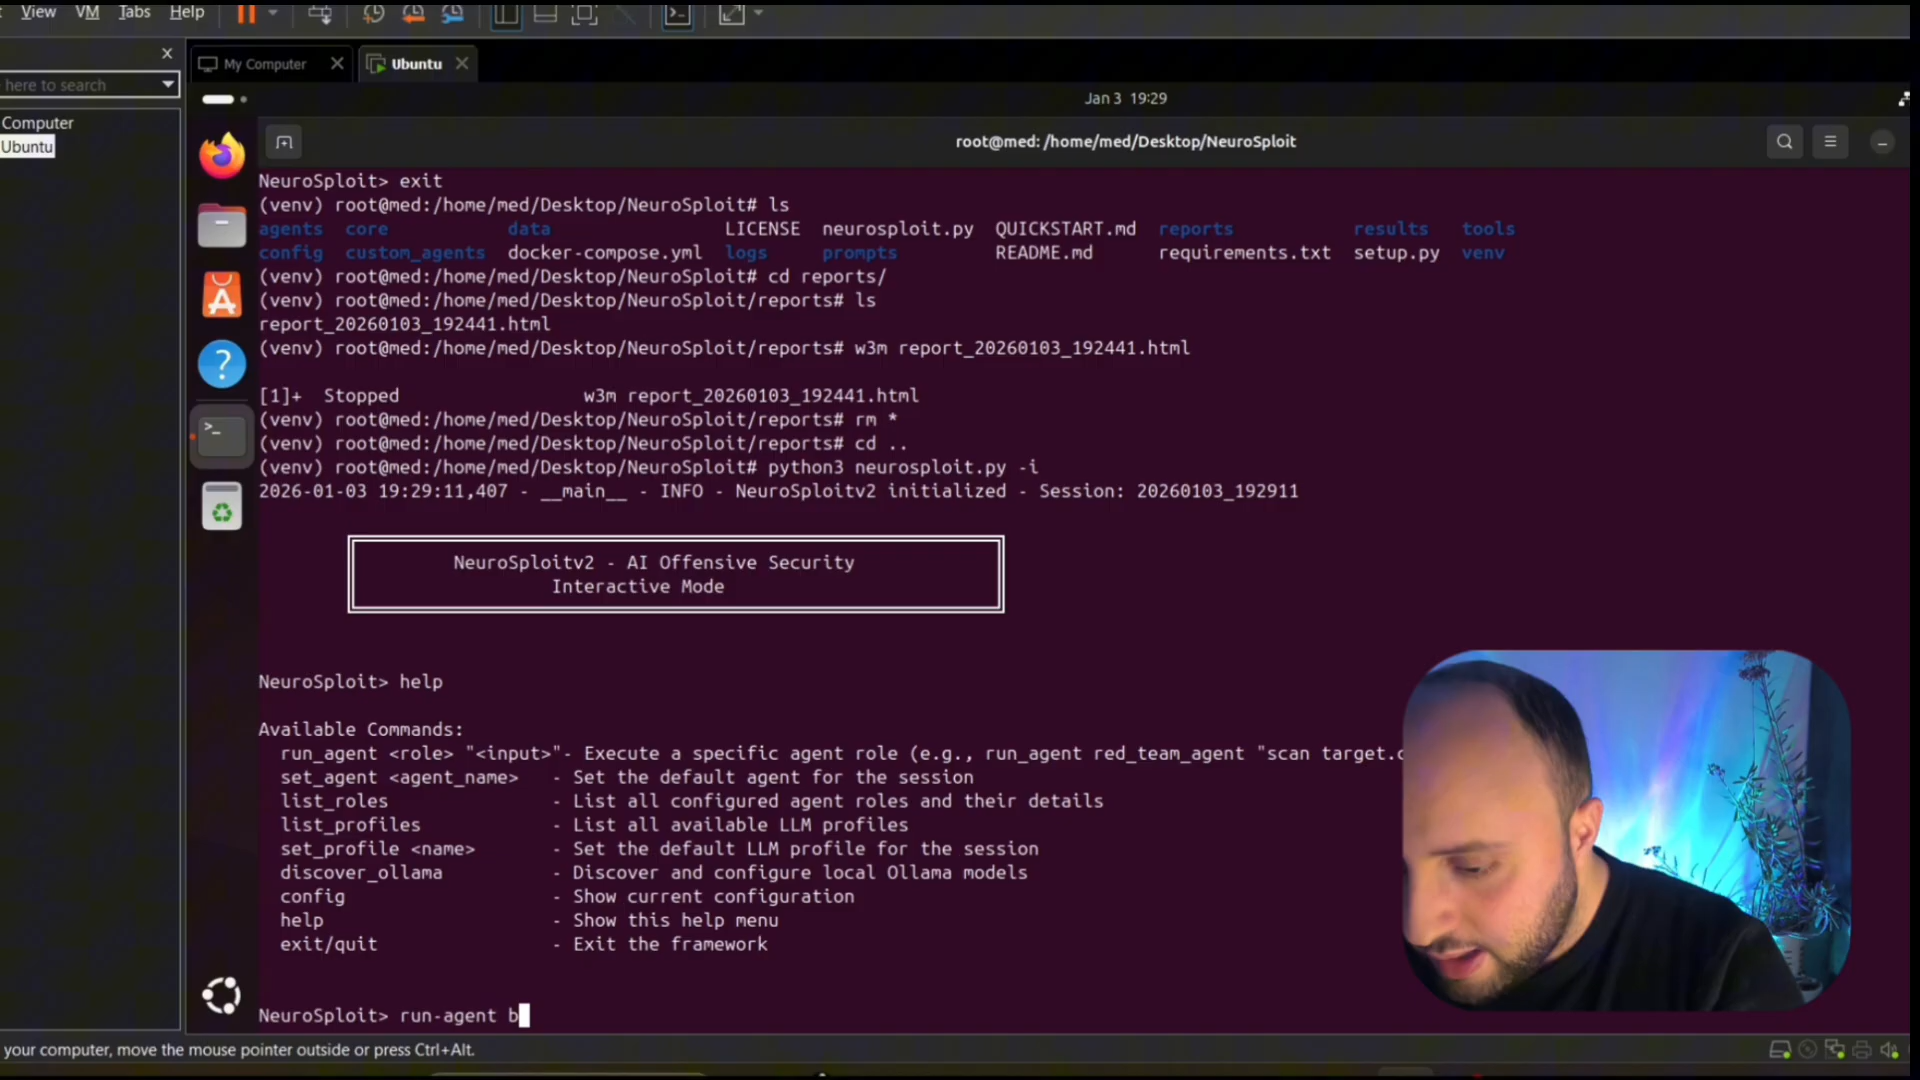 View VM Tabs Help
here to search
Computer
Ubuntu
My Computer
Ubuntu
Jan 3 19:29
root@med: /home/med/Desktop/NeuroSploit
NeuroSploit> exit
(venv) root@med:/home/med/Desktop/NeuroSploit# ls
agents core data LICENSE neurosploit.py QUICKSTART.md reports results tools
config custom_agents docker-compose.yml logs prompts README.md requirements.txt setup.py venv
(venv) root@med:/home/med/Desktop/NeuroSploit# cd reports/
(venv) root@med:/home/med/Desktop/NeuroSploit/reports# ls
report_20260103_192441.html
(venv) root@med:/home/med/Desktop/NeuroSploit/reports# w3m report_20260103_192441.html
[1]+ Stopped w3m report_20260103_192441.html
(venv) root@med:/home/med/Desktop/NeuroSploit/reports# rm *
(venv) root@med:/home/med/Desktop/NeuroSploit/reports# cd ..
(venv) root@med:/home/med/Desktop/NeuroSploit# python3 neurosploit.py -i
2026-01-03 19:29:11,407 - __main__ - INFO - NeuroSploitv2 initialized - Session: 20260103_192911
NeuroSploitv2 - AI Offensive Security
Interactive Mode
NeuroSploit> help
Available Commands:
run_agent <role> "<input>"- Execute a specific agent role (e.g., run_agent red_team_agent "scan target.c
set_agent <agent_name> - Set the default agent for the session
list_roles - List all configured agent roles and their details
list_profiles - List all available LLM profiles
set_profile <name> - Set the default LLM profile for the session
discover_ollama - Discover and configure local Ollama models
config - Show current configuration
help - Show this help menu
exit/quit - Exit the framework
NeuroSploit> run-agent b
your computer, move the mouse pointer outside or press Ctrl+Alt.